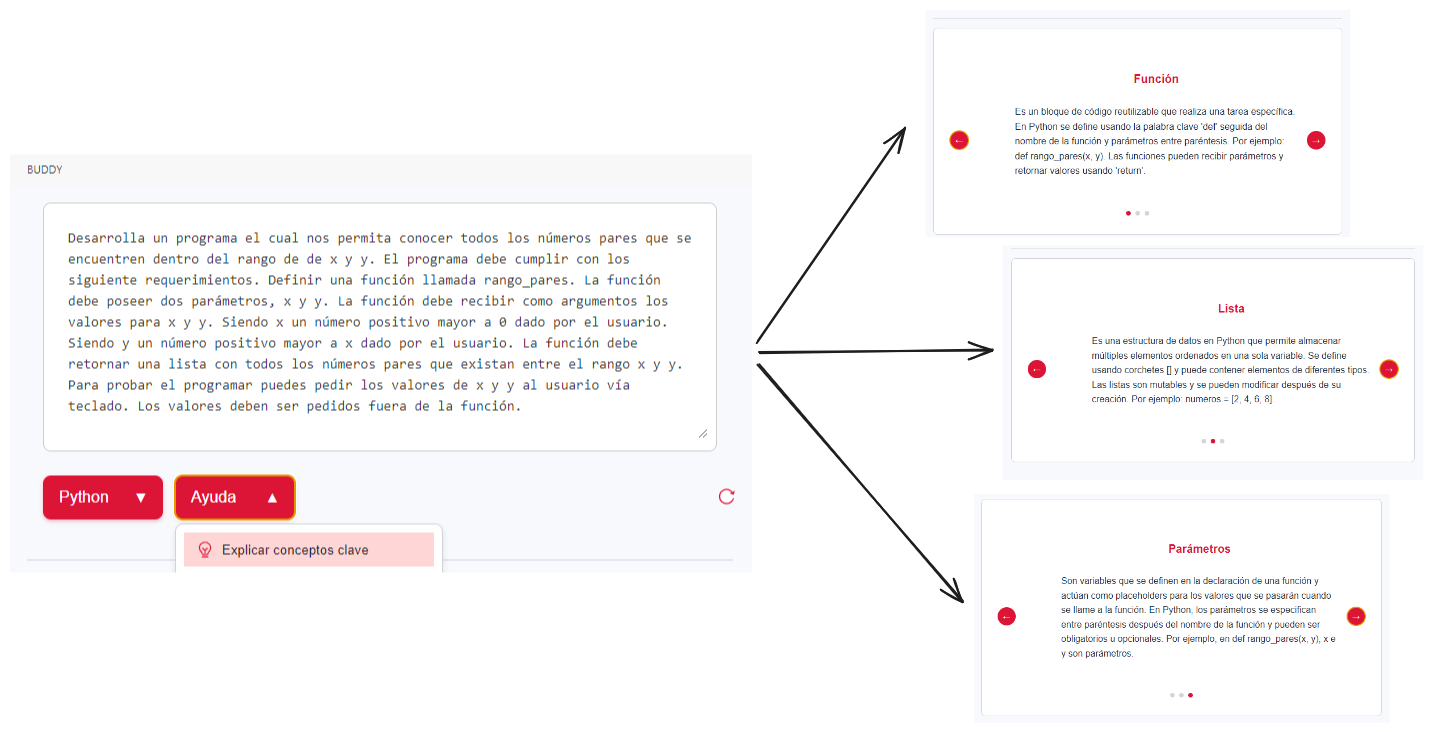 BUDDY
Desarrolla un programa el cual nos permita conocer todos los números pares que se
encuentren dentro del rango de de x y y. El programa debe cumplir con los
siguiente requerimientos. Definir una función llamada rango_pares. La función
debe poseer dos parámetros, x y y. La función debe recibir como argumentos los
valores para x y y. Siendo x un número positivo mayor a 0 dado por el usuario.
Siendo y un número positivo mayor a x dado por el usuario. La función debe
retornar una lista con todos los números pares que existan entre el rango x y y.
Para probar el programar puedes pedir los valores de x y y al usuario vía
teclado. Los valores deben ser pedidos fuera de la función.
Python ▼
Ayuda ▲
Explicar conceptos clave
Función
Es un bloque de código reutilizable que realiza una tarea específica.
En Python se define usando la palabra clave 'def' seguida del
nombre de la función y parámetros entre paréntesis. Por ejemplo:
def rango_pares(x, y). Las funciones pueden recibir parámetros y
retornar valores usando 'return'.
Lista
Es una estructura de datos en Python que permite almacenar
múltiples elementos ordenados en una sola variable. Se define
usando corchetes [] y puede contener elementos de diferentes tipos.
Las listas son mutables y se pueden modificar después de su
creación. Por ejemplo: numeros = [2, 4, 6, 8]
Parámetros
Son variables que se definen en la declaración de una función y
actúan como placeholders para los valores que se pasarán cuando
se llame a la función. En Python, los parámetros se especifican
entre paréntesis después del nombre de la función y pueden ser
obligatorios u opcionales. Por ejemplo, en def rango_pares(x, y), x e
y son parámetros.